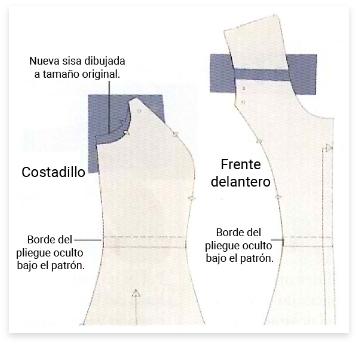 Nueva sisa dibujada
a tamaño original.
Costadillo
Frente
delantero
Borde del
pliegue oculto
bajo el patrón.
Borde del
pliegue oculto
bajo el patrón.